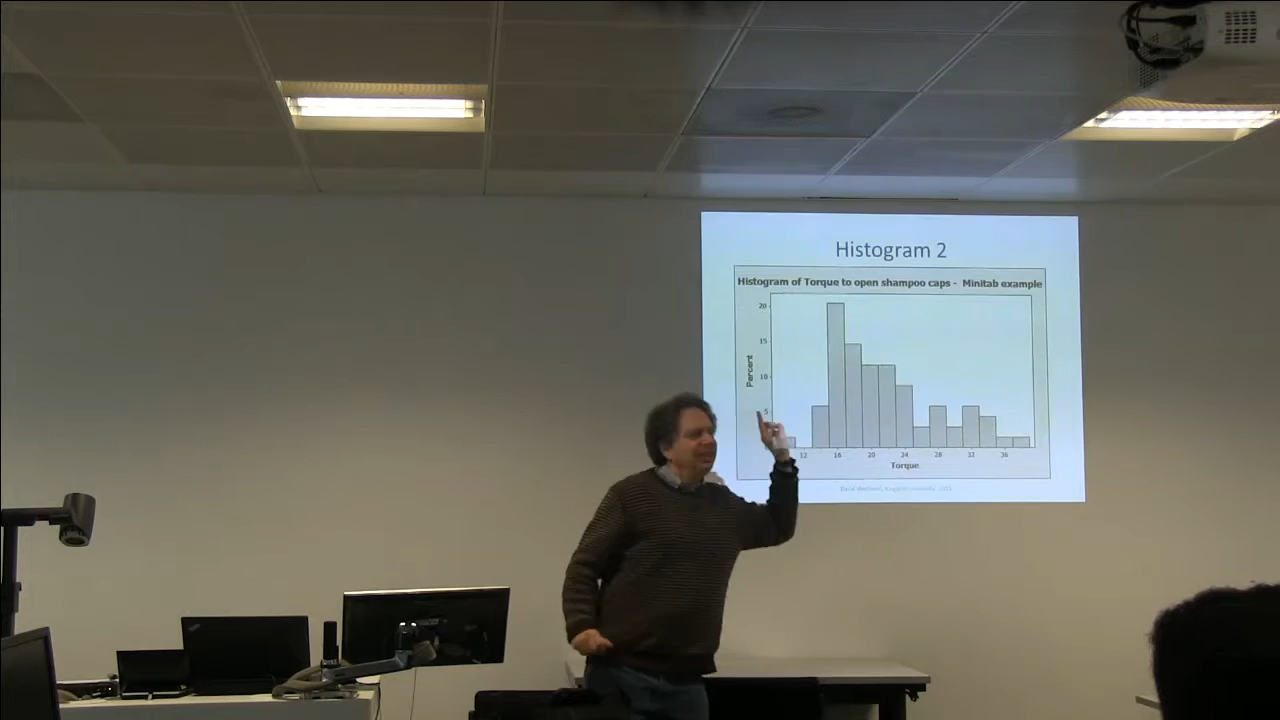 Histogram 2
Histogram of Torque to open shampoo caps - Minitab example
20
15
10
5
Percent
12 16 20 24 28 32 36
Torque